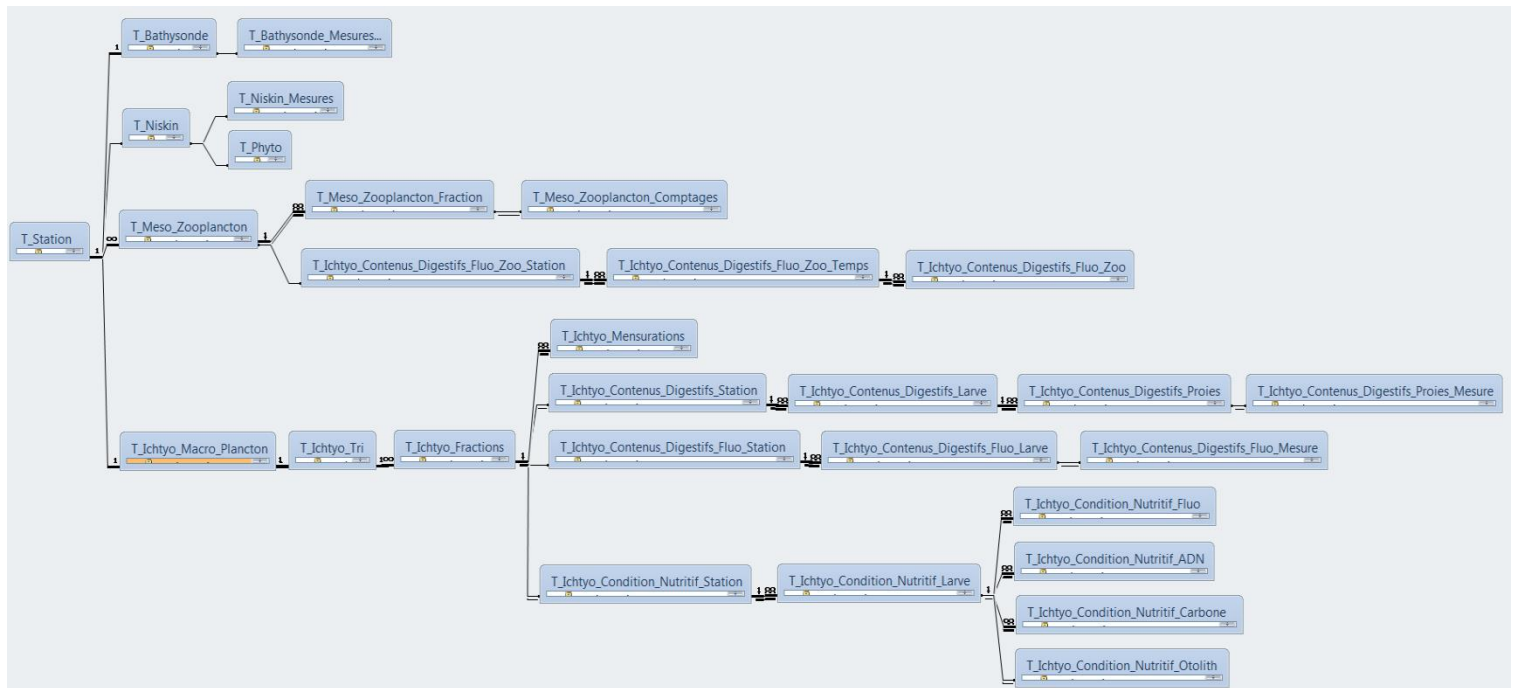 T_Bathysonde
T_Bathysonde_Mesures...
T_Niskin_Mesures
T_Niskin
T_Phyto
T_Meso_Zooplancton_Fraction
T_Meso_Zooplancton_Comptages
T_Meso_Zooplancton
T_Station
T_Ichtyo_Contenus_Digestifs_Fluo_Zoo_Station
T_Ichtyo_Contenus_Digestifs_Fluo_Zoo_Temps
T_Ichtyo_Contenus_Digestifs_Fluo_Zoo
T_Ichtyo_Mensurations
T_Ichtyo_Contenus_Digestifs_Station
T_Ichtyo_Contenus_Digestifs_Larve
T_Ichtyo_Contenus_Digestifs_Proies
T_Ichtyo_Contenus_Digestifs_Proies_Mesure
T_Ichtyo_Macro_Plancton
T_Ichtyo_Tri
T_Ichtyo_Fractions
T_Ichtyo_Contenus_Digestifs_Fluo_Station
T_Ichtyo_Contenus_Digestifs_Fluo_Larve
T_Ichtyo_Contenus_Digestifs_Fluo_Mesure
T_Ichtyo_Condition_Nutritif_Fluo
T_Ichtyo_Condition_Nutritif_ADN
T_Ichtyo_Condition_Nutritif_Station
T_Ichtyo_Condition_Nutritif_Larve
T_Ichtyo_Condition_Nutritif_Carbone
T_Ichtyo_Condition_Nutritif_Otolith